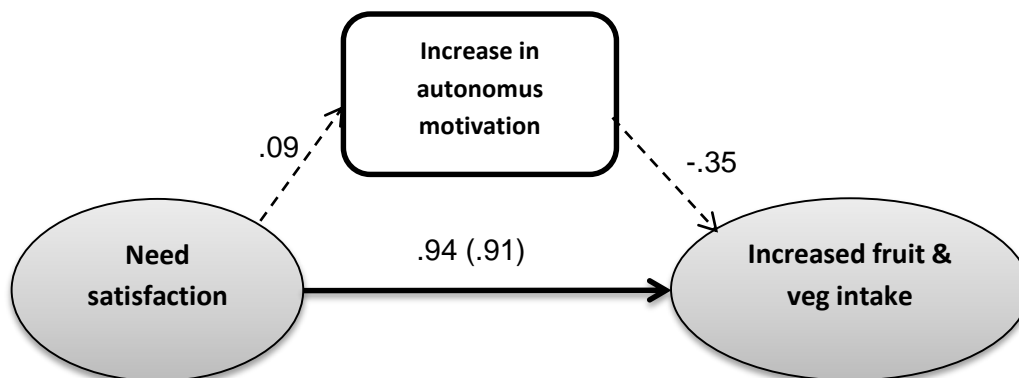 Increase in
autonomus
motivation
.09
-.35
Need
satisfaction
.94 (.91)
Increased fruit &
veg intake